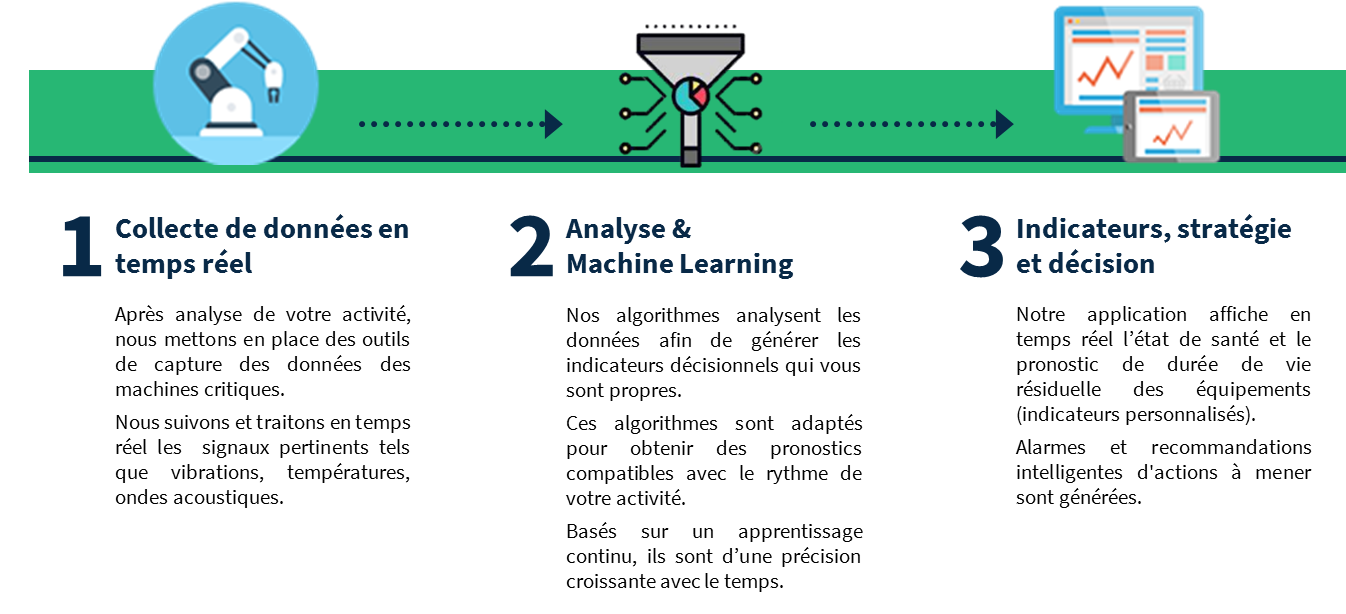 1
Collecte de données en
temps réel
Après analyse de votre activité,
nous mettons en place des outils
de capture des données des
machines critiques.
Nous suivons et traitons en temps
réel les signaux pertinents tels
que vibrations, températures,
ondes acoustiques.
2
Analyse &
Machine Learning
Nos algorithmes analysent les
données afin de générer les
indicateurs décisionnels qui vous
sont propres.
Ces algorithmes sont adaptés
pour obtenir des pronostics
compatibles avec le rythme de
votre activité.
Basés sur un apprentissage
continu, ils sont d’une précision
croissante avec le temps.
3
Indicateurs, stratégie
et décision
Notre application affiche en
temps réel l’état de santé et le
pronostic de durée de vie
résiduelle des équipements
(indicateurs personnalisés).
Alarmes et recommandations
intelligentes d'actions à mener
sont générées.